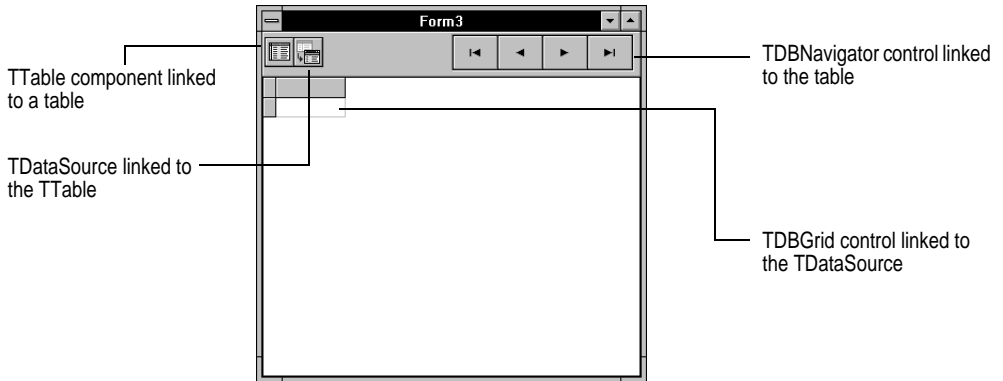 Form3
TTable component linked
to a table
TDBNavigator control linked
to the table
TDataSource linked to
the TTable
TDBGrid control linked to
the TDataSource